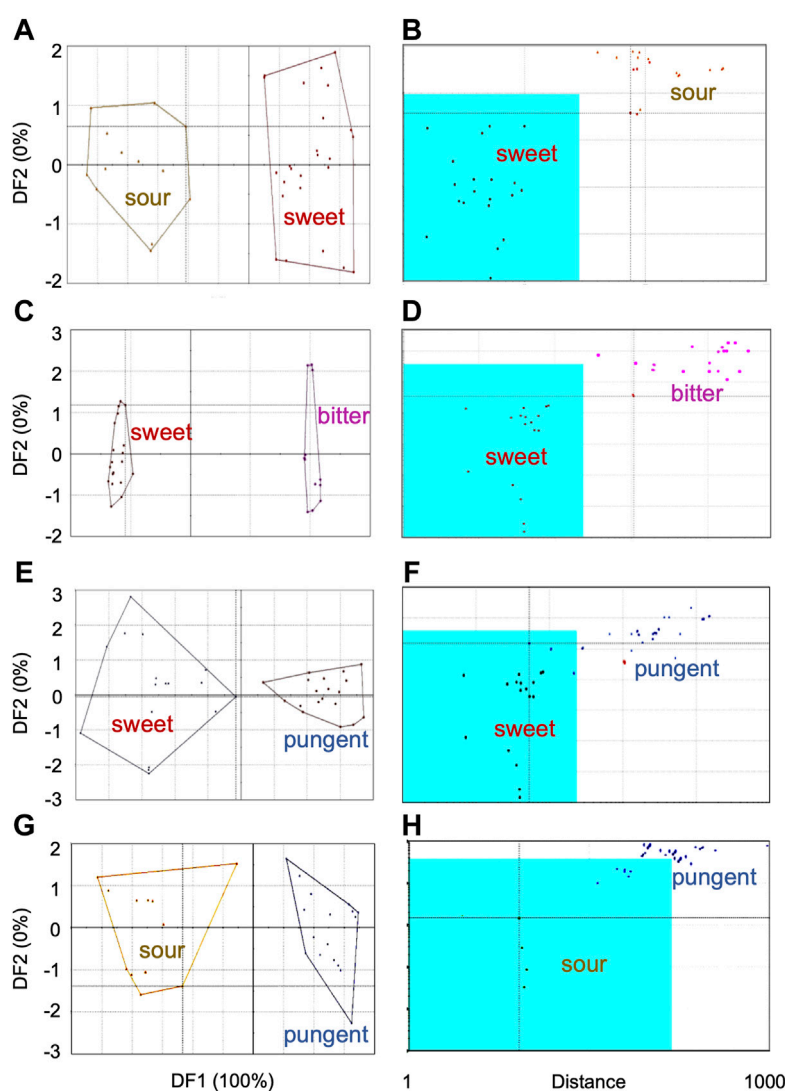 A
B
2
1
0
-1
-2
DF2 (0%)
sour
sweet
sweet
sour
C
D
3
2
1
0
-1
-2
DF2 (0%)
sweet
bitter
sweet
bitter
E
F
3
2
1
0
-1
-2
-3
DF2 (0%)
sweet
pungent
sweet
pungent
G
H
2
1
0
-1
-2
-3
DF2 (0%)
sour
pungent
sour
pungent
DF1 (100%)
1 Distance 1000